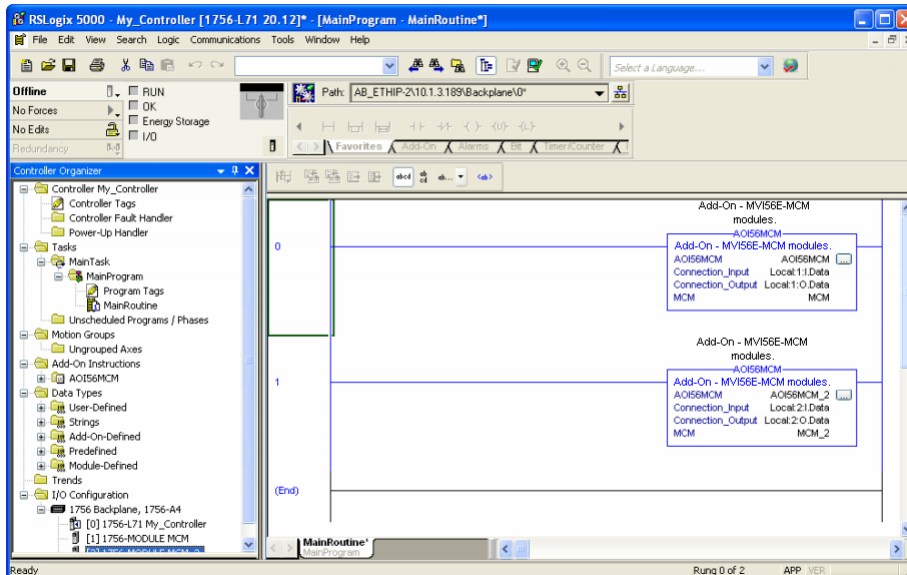 RSLogix 5000 - My_Controller [1756-L71 20.12]* - [MainProgram - MainRoutine*]
File Edit View Search Logic Communications Tools Window Help
Select a Language...
Offline
RUN
No Forces
OK
No Edits
Energy Storage
Redundancy
I/O
Path: AB_ETHIP-2\10.1.3.189\Backplane\0*
Favorites Add-On Alarms Bit Timer/Counter
Controller Organizer
Controller My_Controller
Controller Tags
Controller Fault Handler
Power-Up Handler
Tasks
MainTask
MainProgram
Program Tags
MainRoutine
Unscheduled Programs / Phases
Motion Groups
Ungrouped Axes
Add-On Instructions
AOI56MCM
Data Types
User-Defined
Strings
Add-On-Defined
Predefined
Module-Defined
Trends
I/O Configuration
1756 Backplane, 1756-A4
[0] 1756-L71 My_Controller
[1] 1756-MODULE MCM
[2] 1756-MODULE MCM_2
0
Add-On - MVI56E-MCM
modules.
AOI56MCM
Add-On - MVI56E-MCM modules.
AOI56MCM AOI56MCM ...
Connection_Input Local:1:I.Data
Connection_Output Local:1:O.Data
MCM MCM
1
Add-On - MVI56E-MCM
modules.
AOI56MCM
Add-On - MVI56E-MCM modules.
AOI56MCM AOI56MCM_2 ...
Connection_Input Local:2:I.Data
Connection_Output Local:2:O.Data
MCM MCM_2
(End)
MainRoutine*
MainProgram
Ready
Rung 0 of 2 APP VER